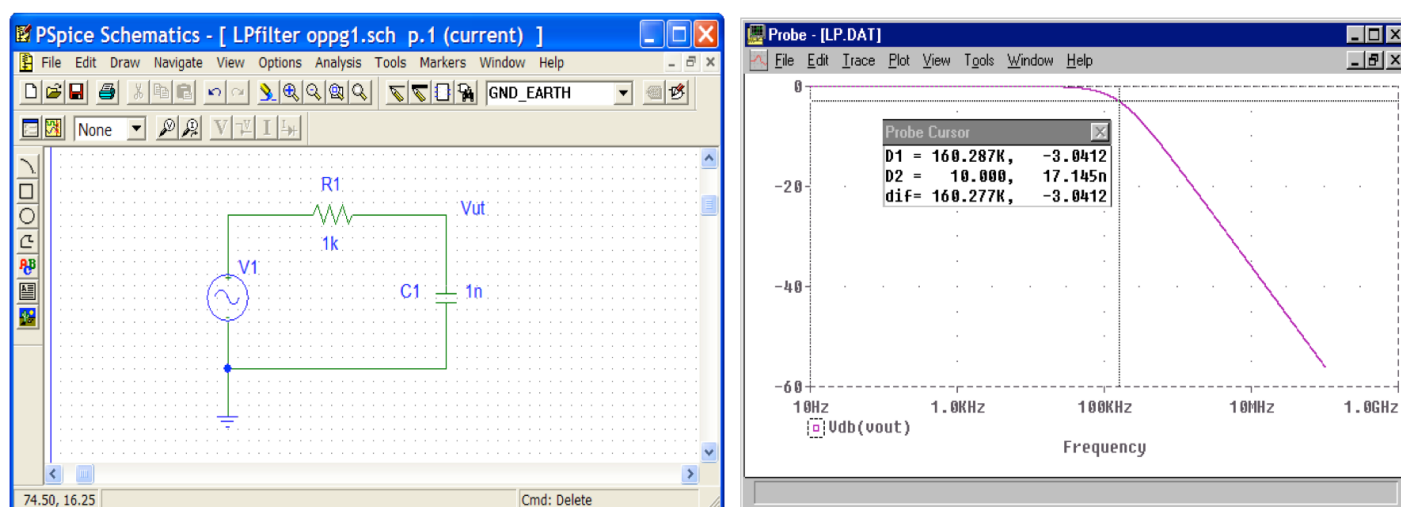 PSpice Schematics - [ LPfilter oppg1.sch p.1 (current) ]
File Edit Draw Navigate View Options Analysis Tools Markers Window Help
GND_EARTH
None
R1
Vut
1k
V1
C1
1n
74.50, 16.25
Cmd: Delete
Probe - [LP.DAT]
File Edit Trace Plot View Tools Window Help
0
Probe Cursor
D1 = 160.287K, -3.0412
D2 = 10.000, 17.145n
dif= 160.277K, -3.0412
-20
-40
-60
10Hz 1.0KHz 100KHz 10MHz 1.0GHz
Vdb(vout)
Frequency